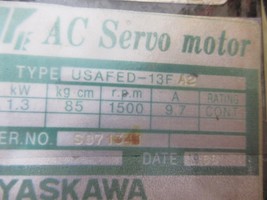 AC Servo motor
TYPE USAFED-13FA2
kW kg cm r.p.m A RATING
1.3 85 1500 9.7 CONT
SER.NO.
DATE
YASKAWA